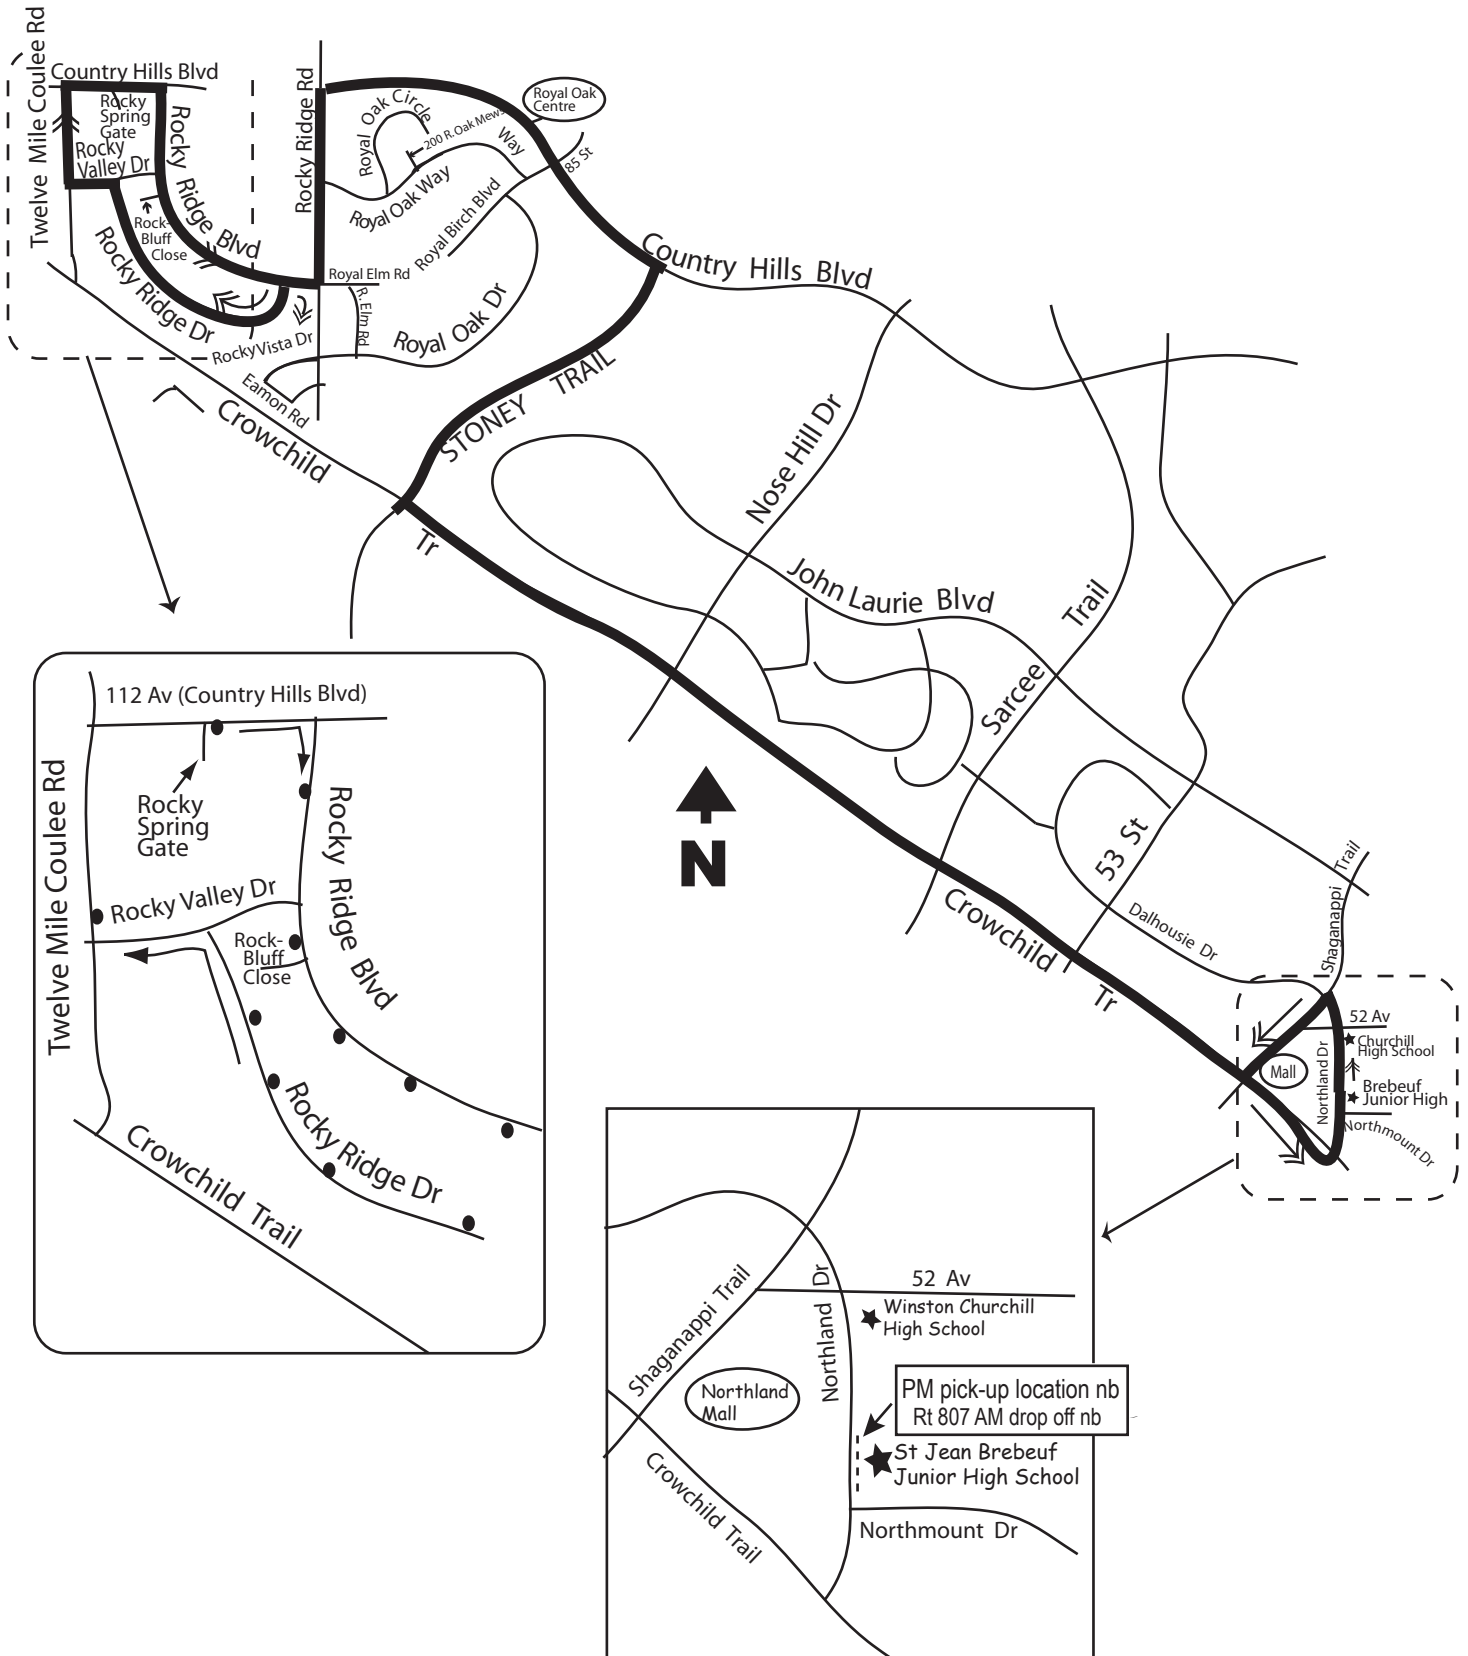 Twelve Mile Coulee Rd
Country Hills Blvd
Rocky
Spring
Gate
Rocky
Valley Dr
Rocky Ridge Blvd
Rock-
Bluff
Close
Rocky Ridge Dr
Rocky Ridge Rd
Royal Oak Circle
200 R. Oak Mews
Way
Royal Oak
Centre
85 St
Royal Oak Way
Royal Birch Blvd
Royal Elm Rd
R. Elm Rd
Royal Oak Dr
Rocky Vista Dr
Eamon Rd
Crowchild
Tr
Country Hills Blvd
STONEY TRAIL
Nose Hill Dr
John Laurie Blvd
Sarcee Trail
53 St
Dalhousie Dr
Shaganappi Trail
Crowchild
Tr
N
52 Av
Churchill
High School
Mall
Northland Dr
Brebeuf
Junior High
Northmount Dr
112 Av (Country Hills Blvd)
Twelve Mile Coulee Rd
Rocky
Spring
Gate
Rocky Ridge Blvd
Rocky Valley Dr
Rock-
Bluff
Close
Rocky Ridge Dr
Crowchild Trail
Shaganappi Trail
Northland Dr
52 Av
Winston Churchill
High School
Northland
Mall
PM pick-up location nb
Rt 807 AM drop off nb
St Jean Brebeuf
Junior High School
Crowchild Trail
Northmount Dr